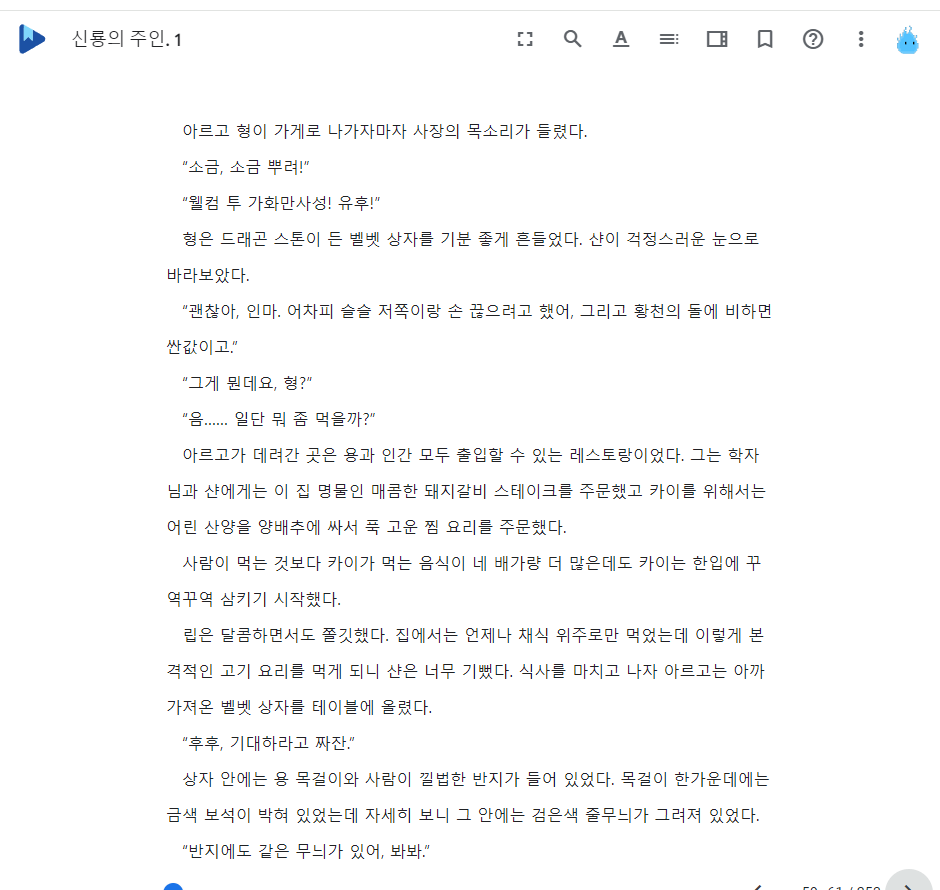 신룡의 주인. 1
아르고 형이 가게로 나가자마자 사장의 목소리가 들렸다.
“소금, 소금 뿌려!”
“웰컴 투 가화만사성! 유후!”
형은 드래곤 스톤이 든 벨벳 상자를 기분 좋게 흔들었다. 샨이 걱정스러운 눈으로
바라보았다.
“괜찮아, 인마. 어차피 슬슬 저쪽이랑 손 끊으려고 했어, 그리고 황천의 돌에 비하면
싼값이고.”
“그게 뭔데요, 형?”
“음…… 일단 뭐 좀 먹을까?”
아르고가 데려간 곳은 용과 인간 모두 출입할 수 있는 레스토랑이었다. 그는 학자
님과 샨에게는 이 집 명물인 매콤한 돼지갈비 스테이크를 주문했고 카이를 위해서는
어린 산양을 양배추에 싸서 푹 고운 찜 요리를 주문했다.
사람이 먹는 것보다 카이가 먹는 음식이 네 배가량 더 많은데도 카이는 한입에 꾸
역꾸역 삼키기 시작했다.
립은 달콤하면서도 쫄깃했다. 집에서는 언제나 채식 위주로만 먹었는데 이렇게 본
격적인 고기 요리를 먹게 되니 샨은 너무 기뻤다. 식사를 마치고 나자 아르고는 아까
가져온 벨벳 상자를 테이블에 올렸다.
“후후, 기대하라고 짜잔.”
상자 안에는 용 목걸이와 사람이 낄법한 반지가 들어 있었다. 목걸이 한가운데에는
금색 보석이 박혀 있었는데 자세히 보니 그 안에는 검은색 줄무늬가 그려져 있었다.
“반지에도 같은 무늬가 있어, 봐봐.”